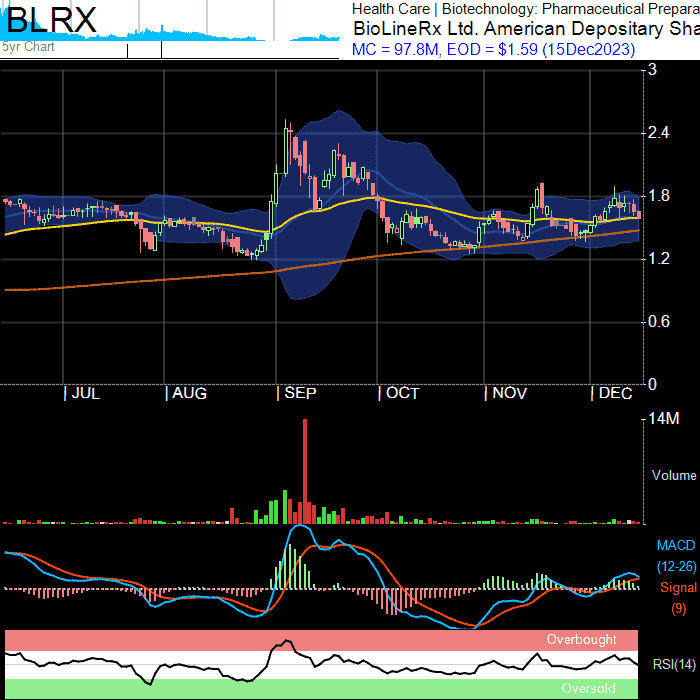 BLRX
5yr Chart
Health Care | Biotechnology: Pharmaceutical Prepara
BioLineRx Ltd. American Depositary Sha
MC = 97.8M, EOD = $1.59 (15Dec2023)
3
2.4
1.8
1.2
0.6
0
| JUL | AUG | SEP | OCT | NOV | DEC
14M
Volume
MACD
(12-26)
Signal
(9)
Overbought
RSI(14)
Oversold